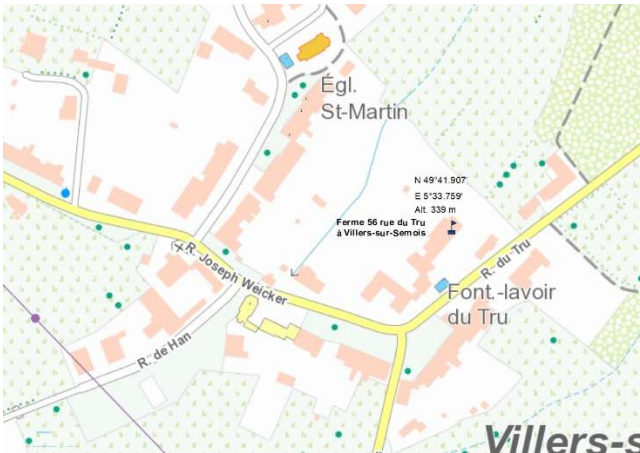 Égl.
St-Martin
N 49°41.907'
E 5°33.759'
Alt. 339 m
Ferme 56 rue du Tru
à Villers-sur-Semois
R. du Tru
R. Joseph Weicker
Font.-lavoir
du Tru
R. de Han
Villers-s